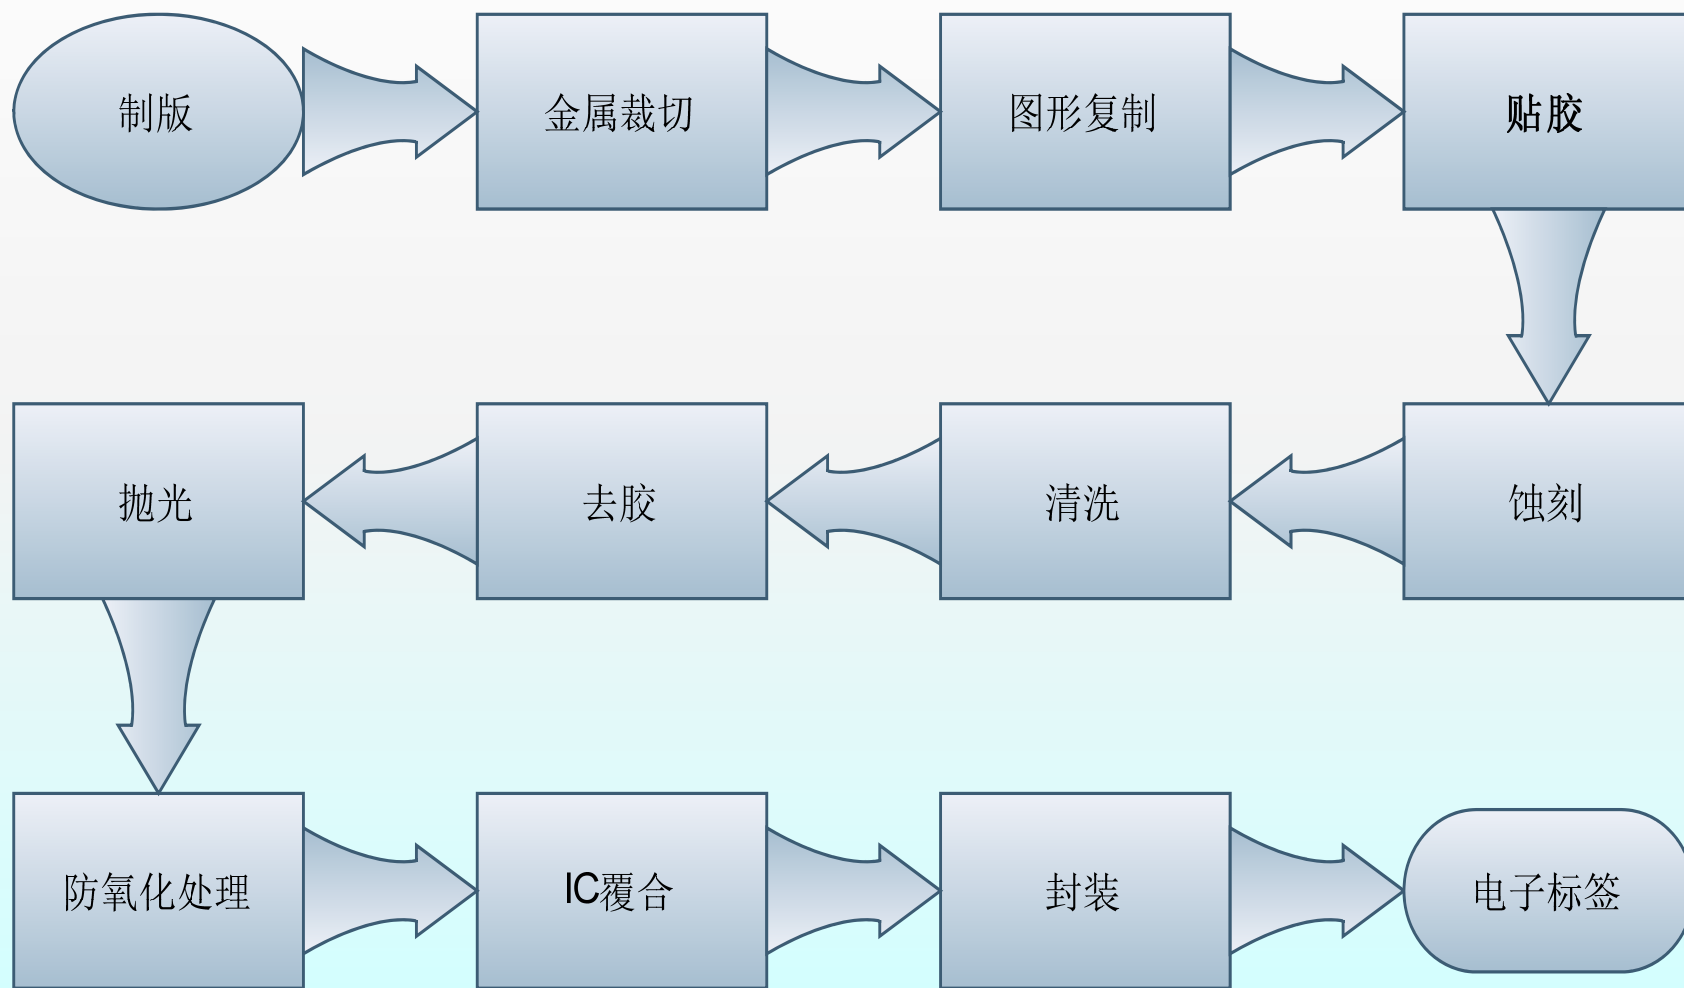 制版
金属裁切
图形复制
贴胶
抛光
去胶
清洗
蚀刻
防氧化处理
IC覆合
封装
电子标签